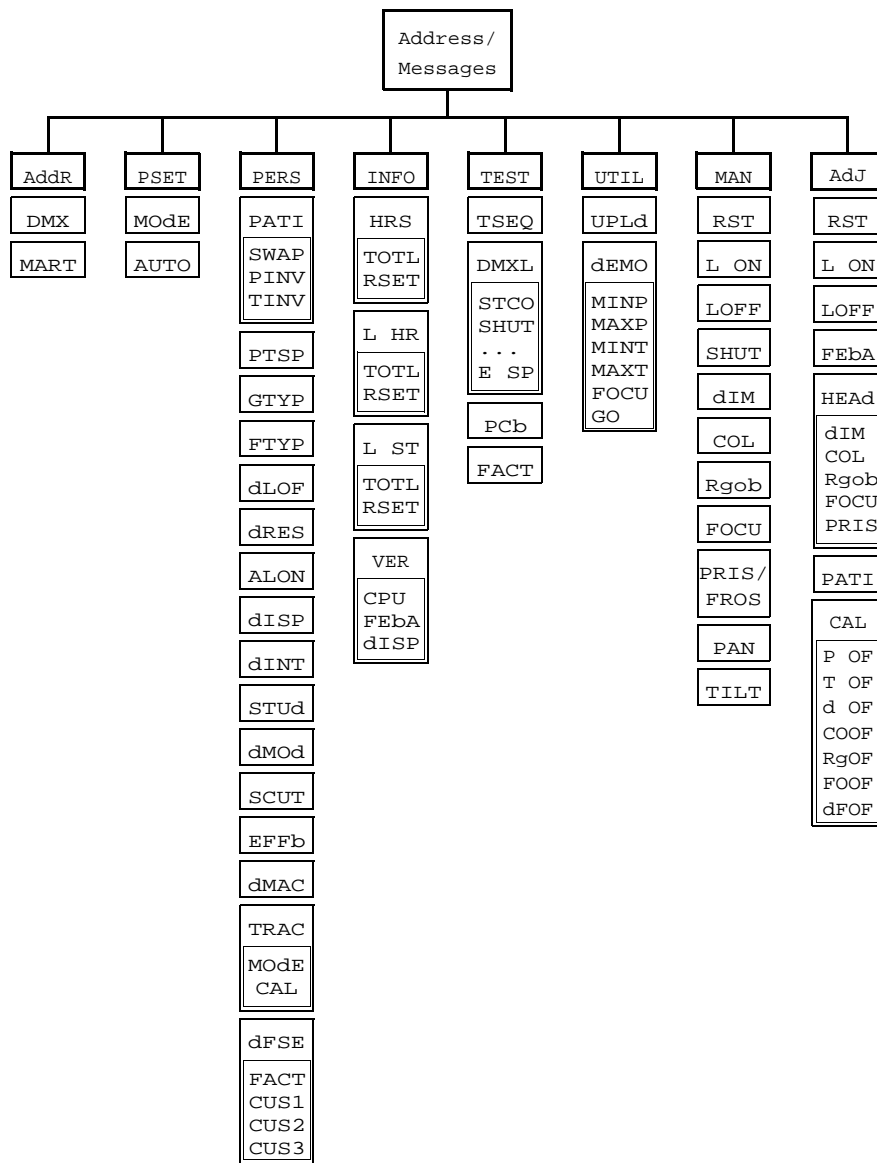 Address/
Messages
AddR
DMX
MART
PSET
MOdE
AUTO
PERS
PATI
SWAP
PINV
TINV
PTSP
GTYP
FTYP
dLOF
dRES
ALON
dISP
dINT
STUd
dMOd
SCUT
EFFb
dMAC
TRAC
MOdE
CAL
dFSE
FACT
CUS1
CUS2
CUS3
INFO
HRS
TOTL
RSET
L HR
TOTL
RSET
L ST
TOTL
RSET
VER
CPU
FEbA
dISP
TEST
TSEQ
DMXL
STCO
SHUT
...
E SP
PCb
FACT
UTIL
UPLd
dEMO
MINP
MAXP
MINT
MAXT
FOCU
GO
MAN
RST
L ON
LOFF
SHUT
dIM
COL
Rgob
FOCU
PRIS/
FROS
PAN
TILT
AdJ
RST
L ON
LOFF
FEbA
HEAd
dIM
COL
Rgob
FOCU
PRIS
PATI
CAL
P OF
T OF
d OF
COOF
RgOF
FOOF
dFOF